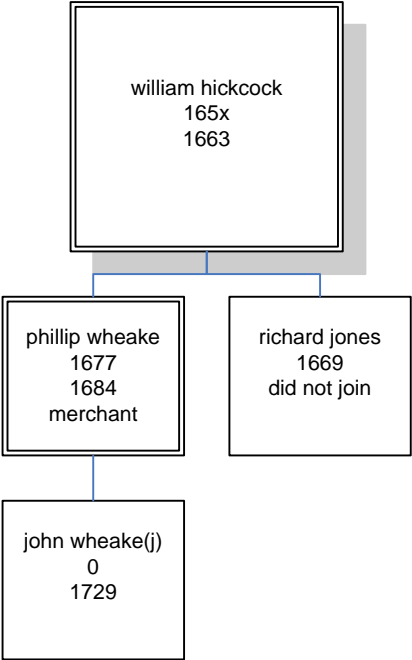 william hickcock
165x
1663
phillip wheake
1677
1684
merchant
richard jones
1669
did not join
john wheake(j)
0
1729